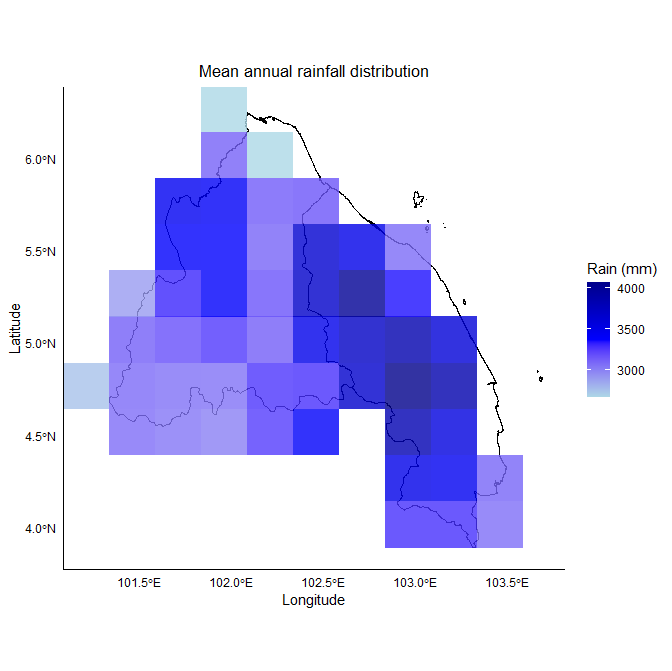 Mean annual rainfall distribution
6.0°N
5.5°N
5.0°N
4.5°N
4.0°N
Latitude
101.5°E 102.0°E 102.5°E 103.0°E 103.5°E
Longitude
Rain (mm)
4000
3500
3000